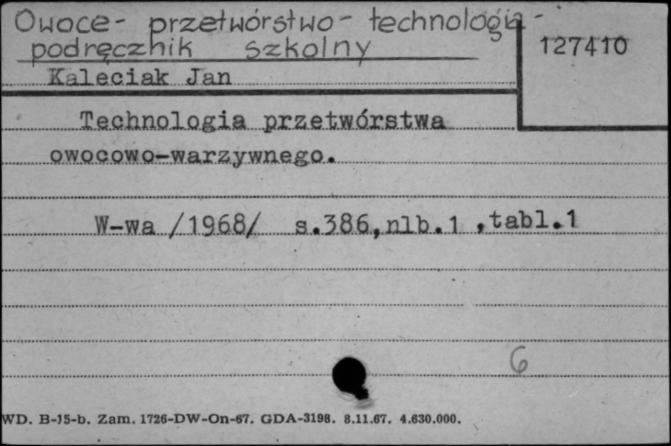 Owoce- przetwórstwo- technologia-
podręcznik szkolny
127410
Kaleciak Jan
Technologia przetwórstwa
owocowo-warzywnego.
W-wa /1968/ s.386,nlb.1 ,tabl.1
6
WD. B-15-b. Zam. 1726-DW-On-67. GDA-3198. 8.11.67. 4.630.000.